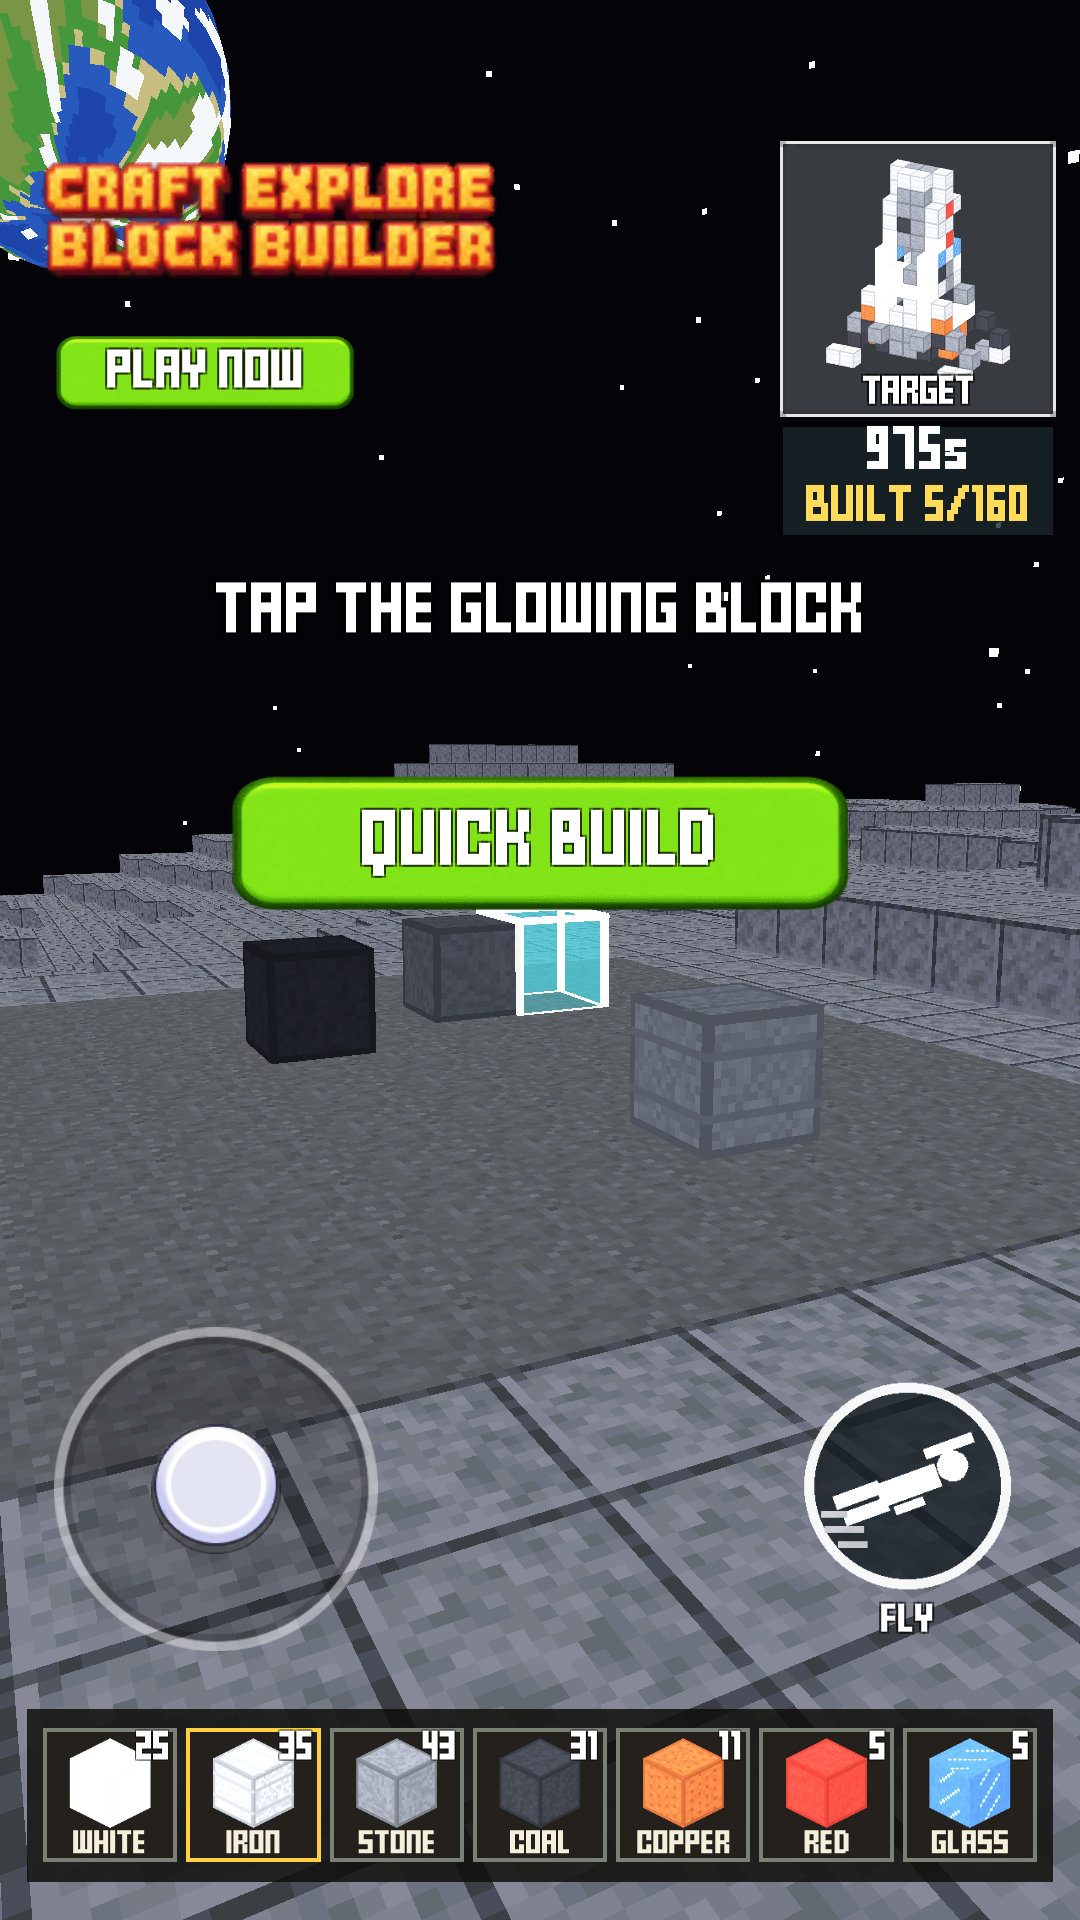 CRAFT EXPLORE
BLOCK BUILDER
PLAY NOW
TARGET
975s
BUILT 5/160
TAP THE GLOWING BLOCK
QUICK BUILD
FLY
25 35 43 31 11 5 5
WHITE IRON STONE COAL COPPER RED GLASS